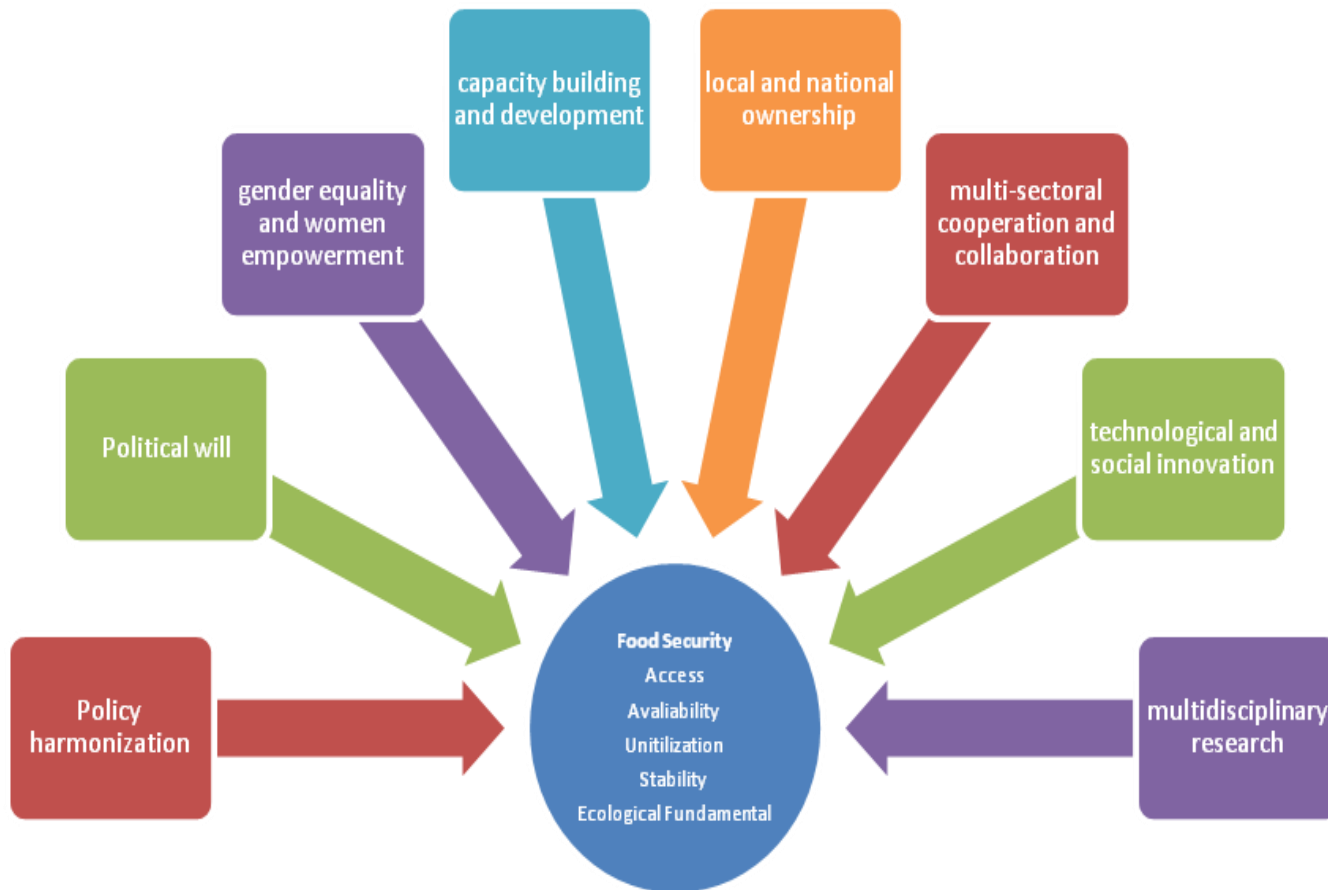 capacity building
and development
local and national
ownership
gender equality
and women
empowerment
multi-sectoral
cooperation and
collaboration
Political will
technological and
social innovation
Policy
harmonization
Food Security
Access
Avaliability
Unitilization
Stability
Ecological Fundamental
multidisciplinary
research